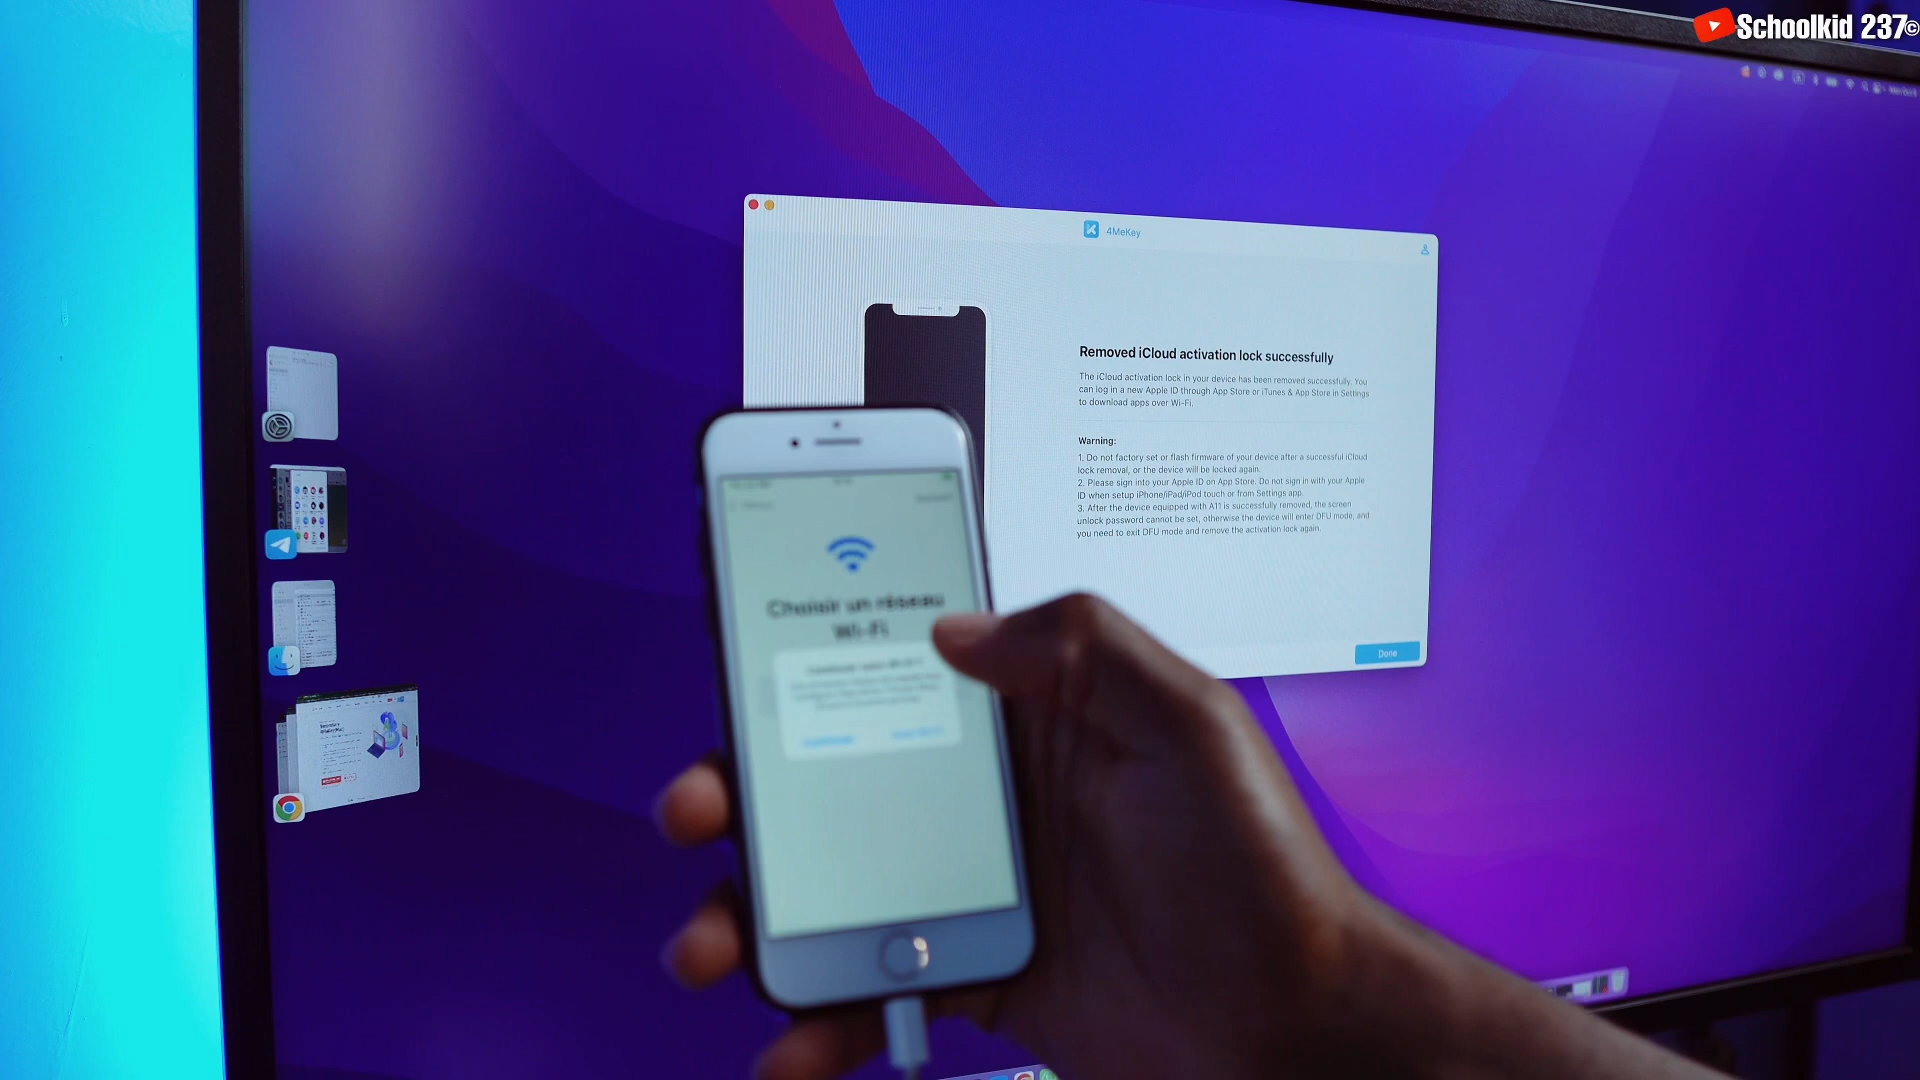 Schoolkid 237©
4MeKey
Removed iCloud activation lock successfully
The iCloud activation lock in your device has been removed successfully. You
can log in a new Apple ID through App Store or iTunes & App Store in Settings
to download apps over Wi-Fi.
Warning:
1. Do not factory set or flash firmware of your device after a successful iCloud
lock removal, or the device will be locked again.
2. Please sign into your Apple ID on App Store. Do not sign in with your Apple
ID when setup iPhone/iPad/iPod touch or from Settings app.
3. After the device equipped with A11 is successfully removed, the screen
unlock password cannot be set, otherwise the device will enter DFU mode, and
you need to exit DFU mode and remove the activation lock again.
Done
Choisir un réseau
Wi-Fi